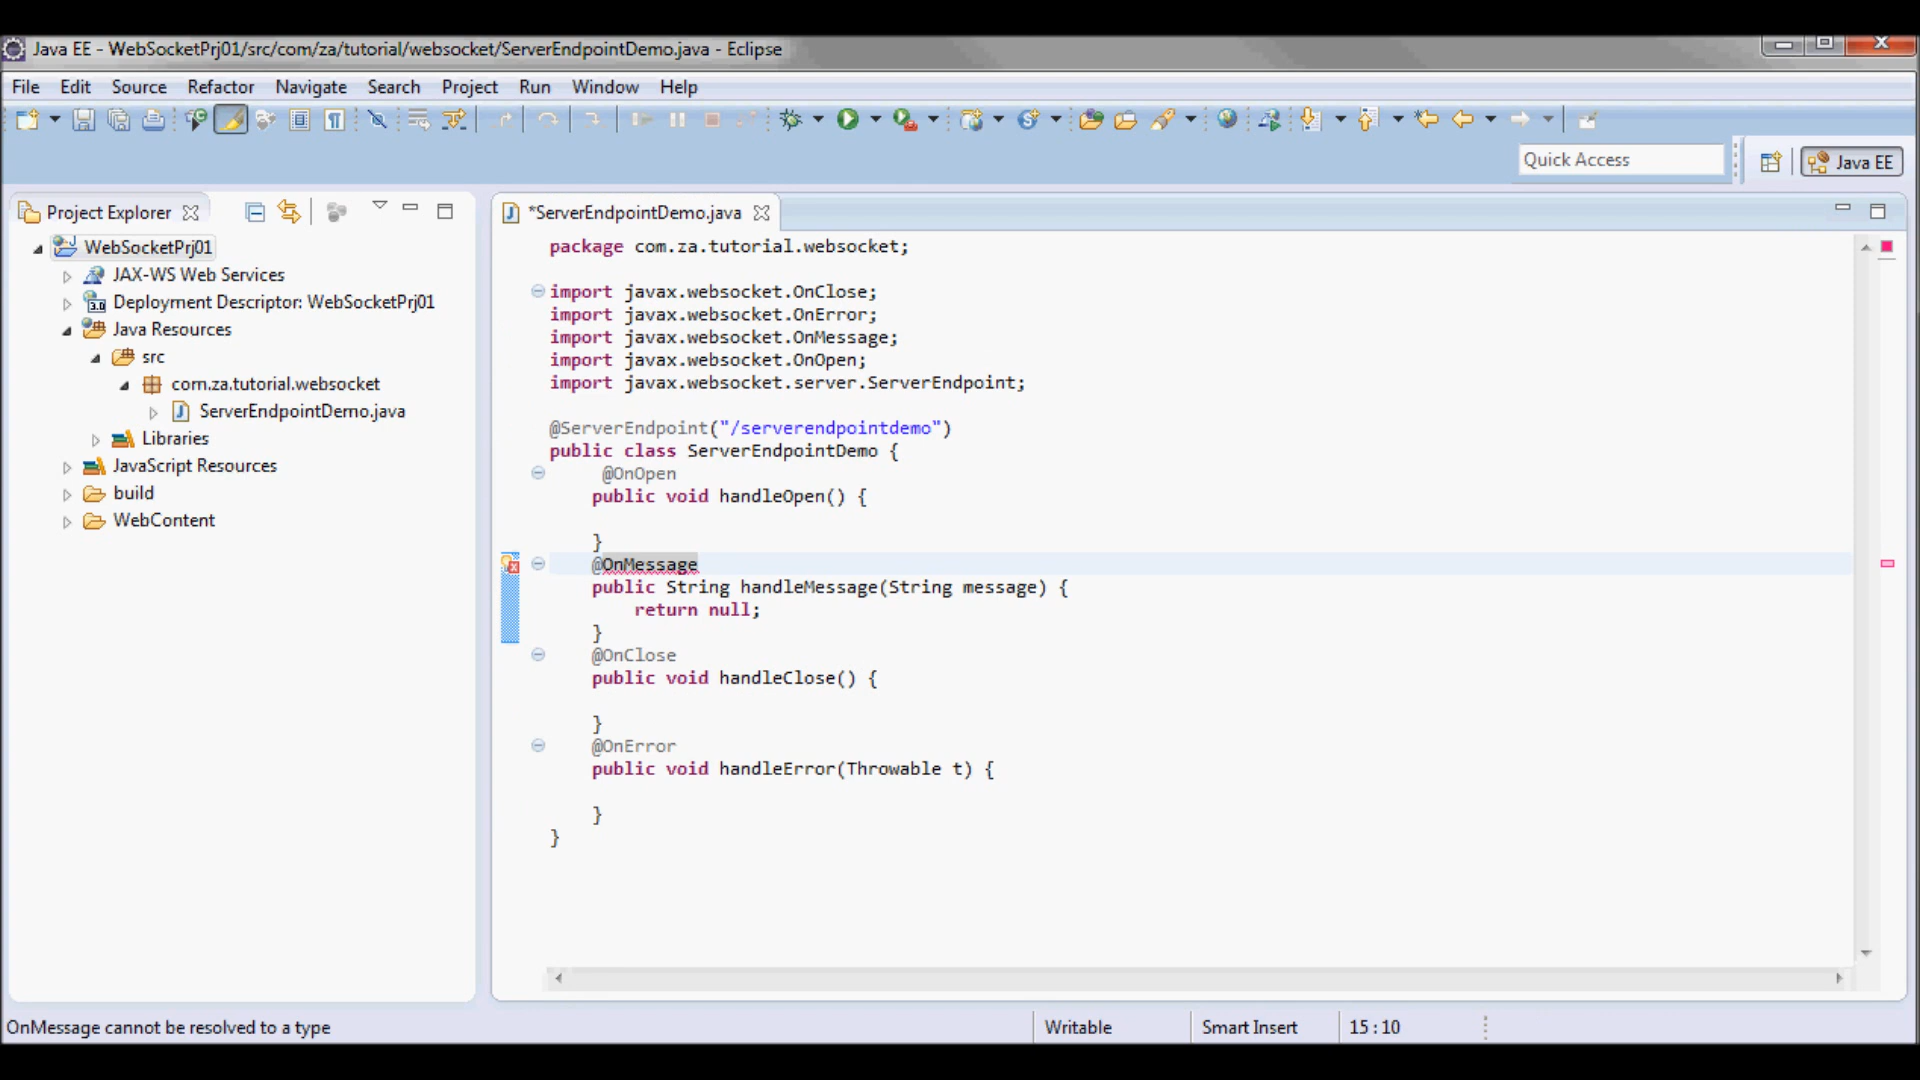 Java EE - WebSocketPrj01/src/com/za/tutorial/websocket/ServerEndpointDemo.java - Eclipse
File Edit Source Refactor Navigate Search Project Run Window Help
Quick Access
Java EE
Project Explorer
WebSocketPrj01
JAX-WS Web Services
3.0 Deployment Descriptor: WebSocketPrj01
Java Resources
src
com.za.tutorial.websocket
ServerEndpointDemo.java
Libraries
JavaScript Resources
build
WebContent
*ServerEndpointDemo.java
package com.za.tutorial.websocket;
import javax.websocket.OnClose;
import javax.websocket.OnError;
import javax.websocket.OnMessage;
import javax.websocket.OnOpen;
import javax.websocket.server.ServerEndpoint;
@ServerEndpoint("/serverendpointdemo")
public class ServerEndpointDemo {
@OnOpen
public void handleOpen() {
}
@OnMessage
public String handleMessage(String message) {
return null;
}
@OnClose
public void handleClose() {
}
@OnError
public void handleError(Throwable t) {
}
}
OnMessage cannot be resolved to a type
Writable
Smart Insert
15 : 10